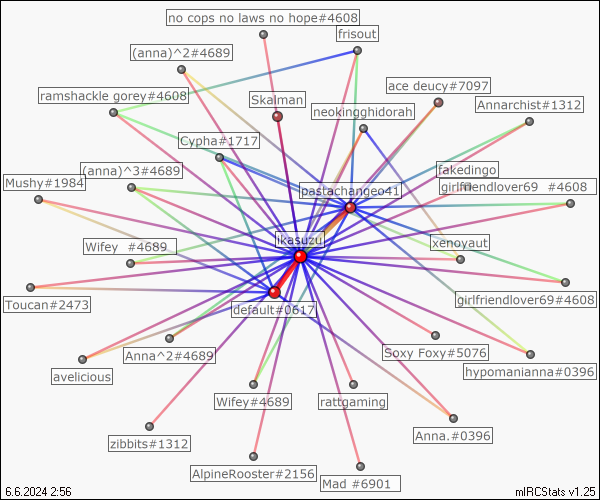 no cops no laws no hope#4608
frisout
(anna)^2#4689
ace deucy#7097
ramshackle gorey#4608
Skalman
Annarchist#1312
neokingghidorah
Cypha#1717
(anna)^3#4689
fakedingo
Mushy#1984
pastachangeo41
girlfriendlover69 #4608
ikasuzu
Wifey #4689
xenoyaut
Toucan#2473
girlfriendlover69#4608
default#0617
Anna^2#4689
Soxy Foxy#5076
avelicious
hypomanianna#0396
Wifey#4689
rattgaming
zibbits#1312
Anna.#0396
AlpineRooster#2156
Mad #6901
6.6.2024 2:56
mIRCStats v1.25